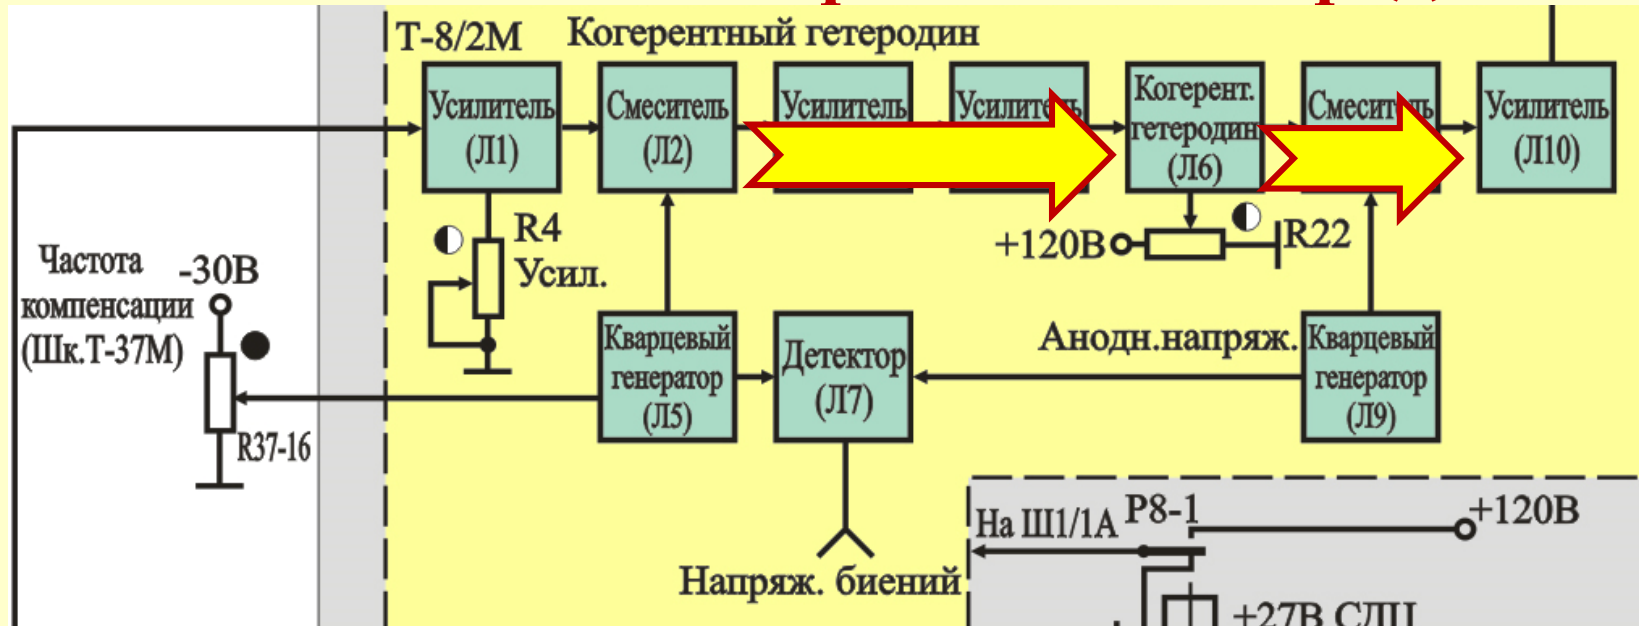 Т-8/2М
Когерентный гетеродин
Усилитель
(Л1)
Смеситель
(Л2)
Усилитель
Усилитель
Когерент.
гетеродин
(Л6)
Смеситель
Усилитель
(Л10)
R4
Усил.
+120В
R22
Частота
компенсации
(Шк.Т-37М)
-30В
R37-16
Кварцевый
генератор
(Л5)
Детектор
(Л7)
Анодн.напряж.
Кварцевый
генератор
(Л9)
Напряж. биений
На Ш1/1А
Р8-1
+120В
+27В СДЦ